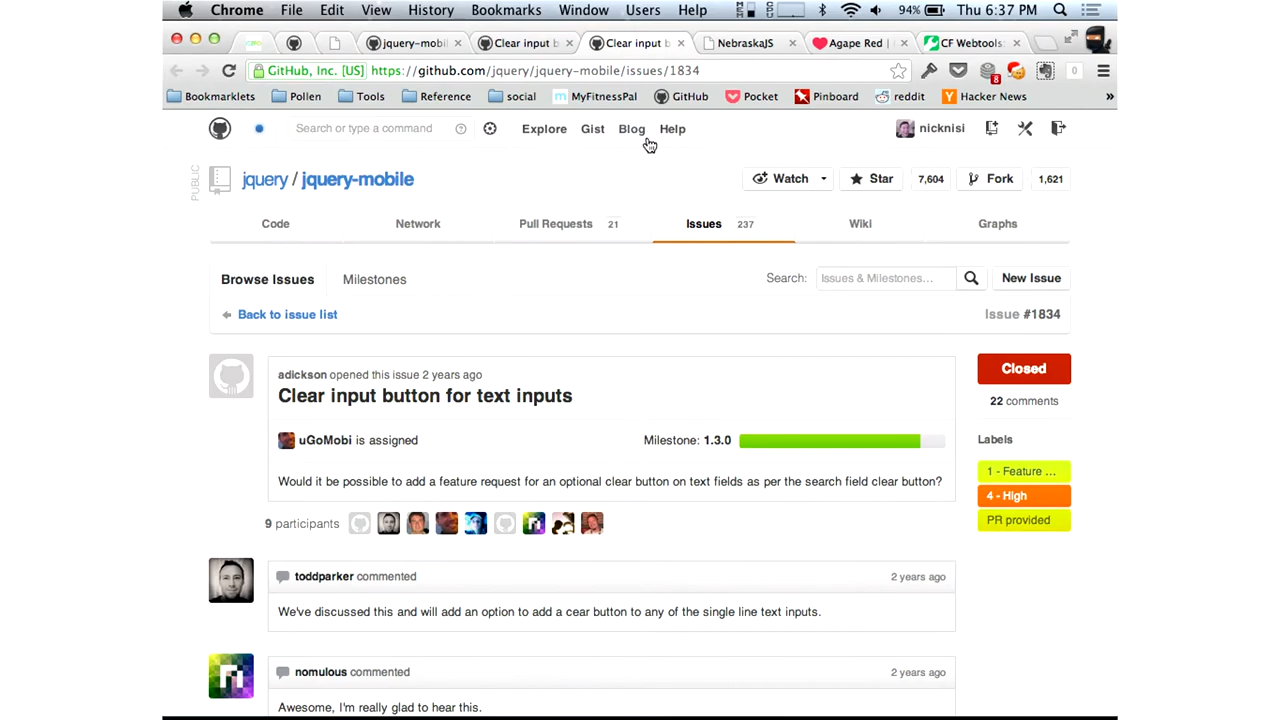 Chrome File Edit View History Bookmarks Window Users Help 94% Thu 6:37 PM
jquery-mobil Clear input b Clear input b NebraskaJS Agape Red | CF Webtools
GitHub, Inc. [US] https://github.com/jquery/jquery-mobile/issues/1834 8 0
Bookmarklets Pollen Tools Reference social MyFitnessPal GitHub Pocket Pinboard reddit Hacker News »
Search or type a command Explore Gist Blog Help nicknisi
PUBLIC
jquery / jquery-mobile Watch Star 7,604 Fork 1,621
Code Network Pull Requests 21 Issues 237 Wiki Graphs
Browse Issues Milestones Search: Issues & Milestones... New Issue
Back to issue list Issue #1834
adickson opened this issue 2 years ago
Clear input button for text inputs
Closed
22 comments
uGoMobi is assigned Milestone: 1.3.0
Labels
1 - Feature ...
4 - High
PR provided
Would it be possible to add a feature request for an optional clear button on text fields as per the search field clear button?
9 participants
toddparker commented 2 years ago
We've discussed this and will add an option to add a cear button to any of the single line text inputs.
nomulous commented 2 years ago
Awesome, I'm really glad to hear this.